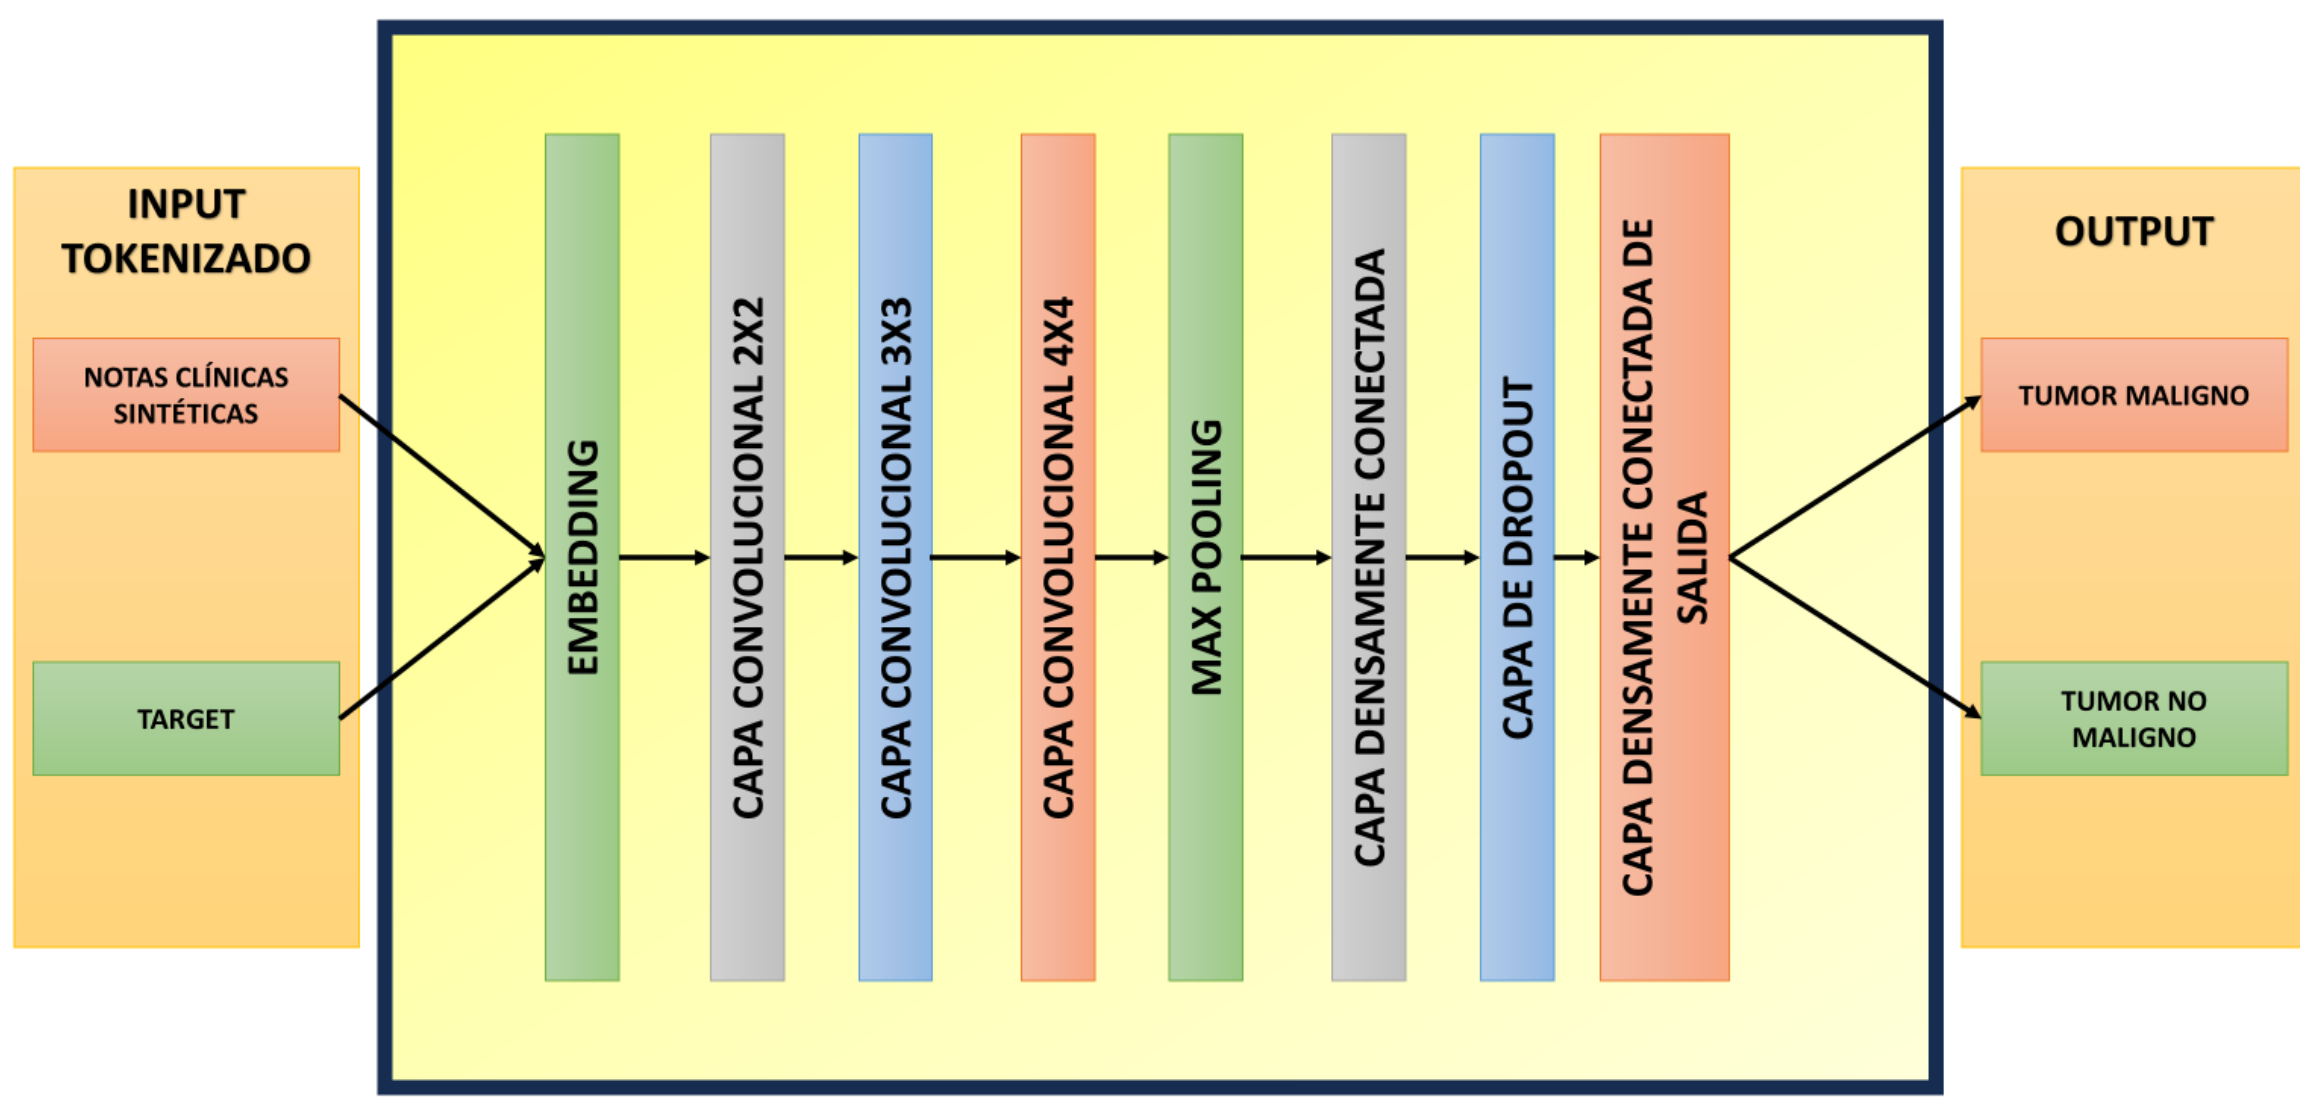 INPUT
TOKENIZADO
NOTAS CLÍNICAS
SINTÉTICAS
TARGET
EMBEDDING
CAPA CONVOLUCIONAL 2X2
CAPA CONVOLUCIONAL 3X3
CAPA CONVOLUCIONAL 4X4
MAX POOLING
CAPA DENSAMENTE CONECTADA
CAPA DE DROPOUT
CAPA DENSAMENTE CONECTADA DE
SALIDA
OUTPUT
TUMOR MALIGNO
TUMOR NO
MALIGNO